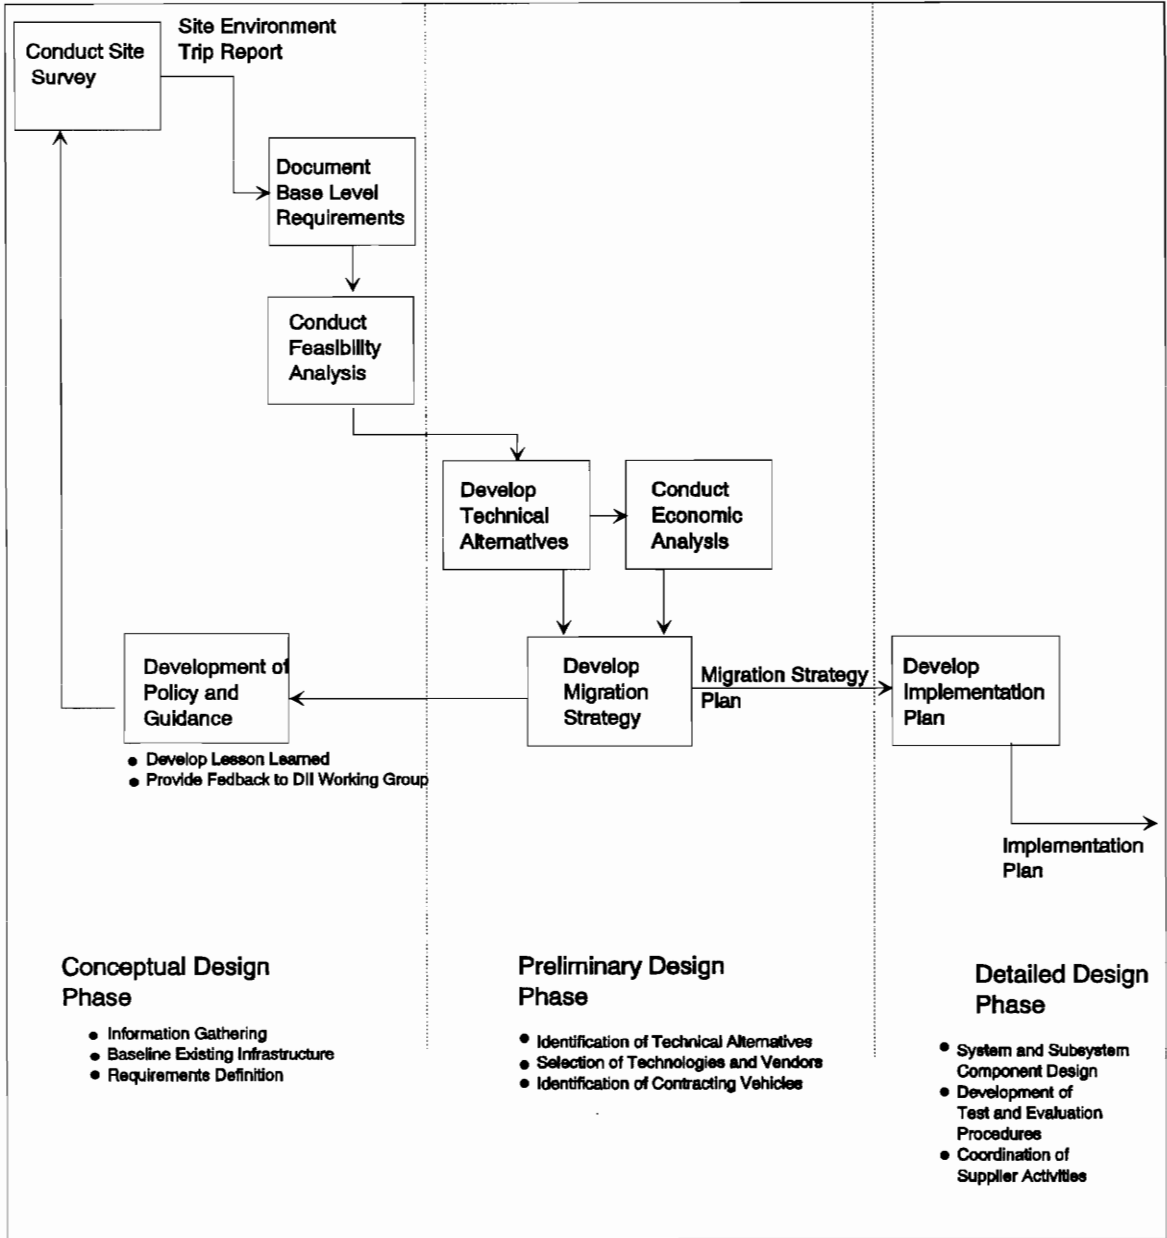 Conduct Site
Survey
Site Environment
Trip Report
Document
Base Level
Requirements
Conduct
Feasibility
Analysis
Develop
Technical
Alternatives
Conduct
Economic
Analysis
Development of
Policy and
Guidance
● Develop Lesson Learned
● Provide Fedback to DII Working Group
Develop
Migration
Strategy
Migration Strategy
Plan
Develop
Implementation
Plan
Implementation
Plan
Conceptual Design
Phase
● Information Gathering
● Baseline Existing Infrastructure
● Requirements Definition
Preliminary Design
Phase
● Identification of Technical Alternatives
● Selection of Technologies and Vendors
● Identification of Contracting Vehicles
Detailed Design
Phase
● System and Subsystem
Component Design
● Development of
Test and Evaluation
Procedures
● Coordination of
Supplier Activities